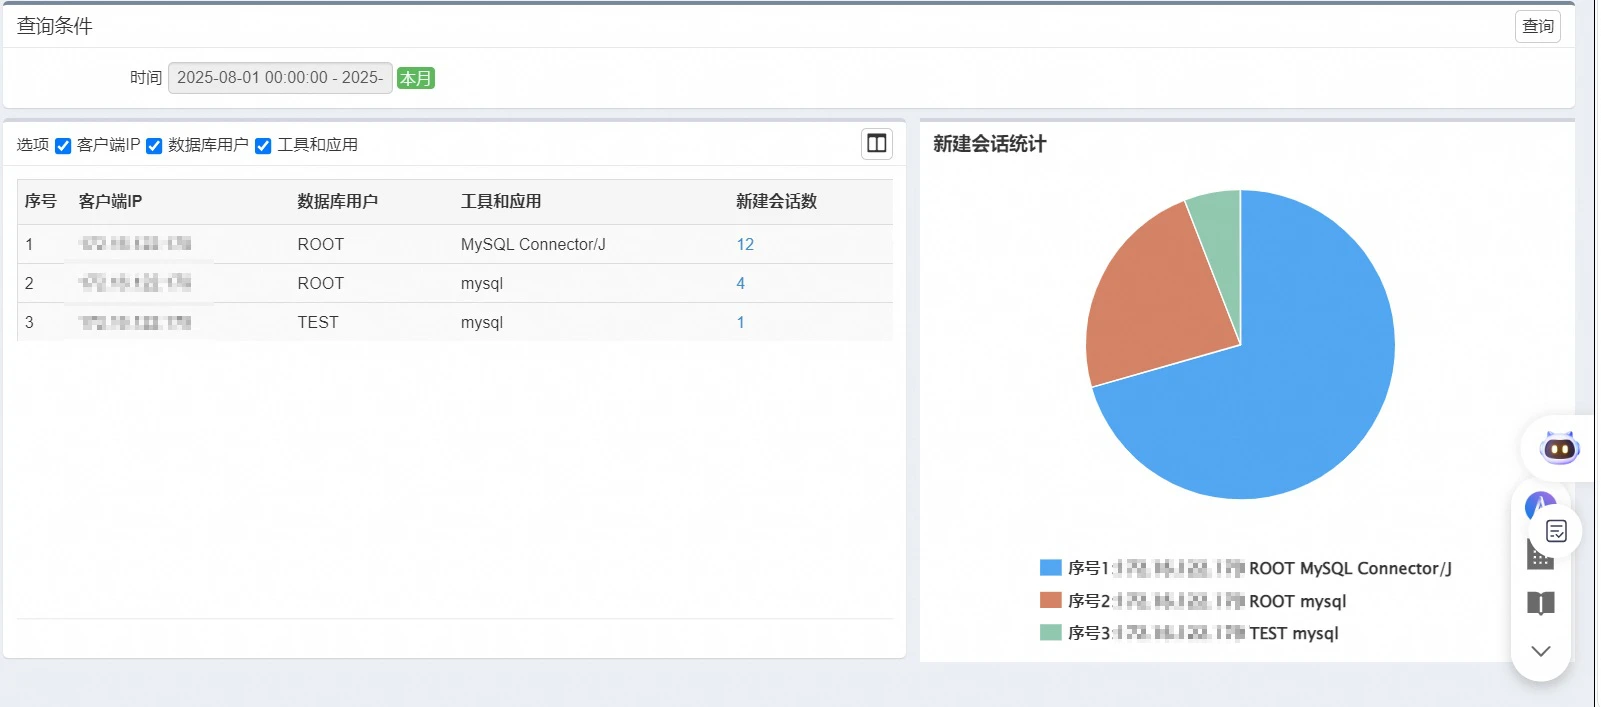 查询条件
查询
时间 2025-08-01 00:00:00 - 2025- 本月
选项 客户端IP 数据库用户 工具和应用
序号 客户端IP 数据库用户 工具和应用 新建会话数
1 ROOT MySQL Connector/J 12
2 ROOT mysql 4
3 TEST mysql 1
新建会话统计
序号1: ROOT MySQL Connector/J
序号2: ROOT mysql
序号3: TEST mysql